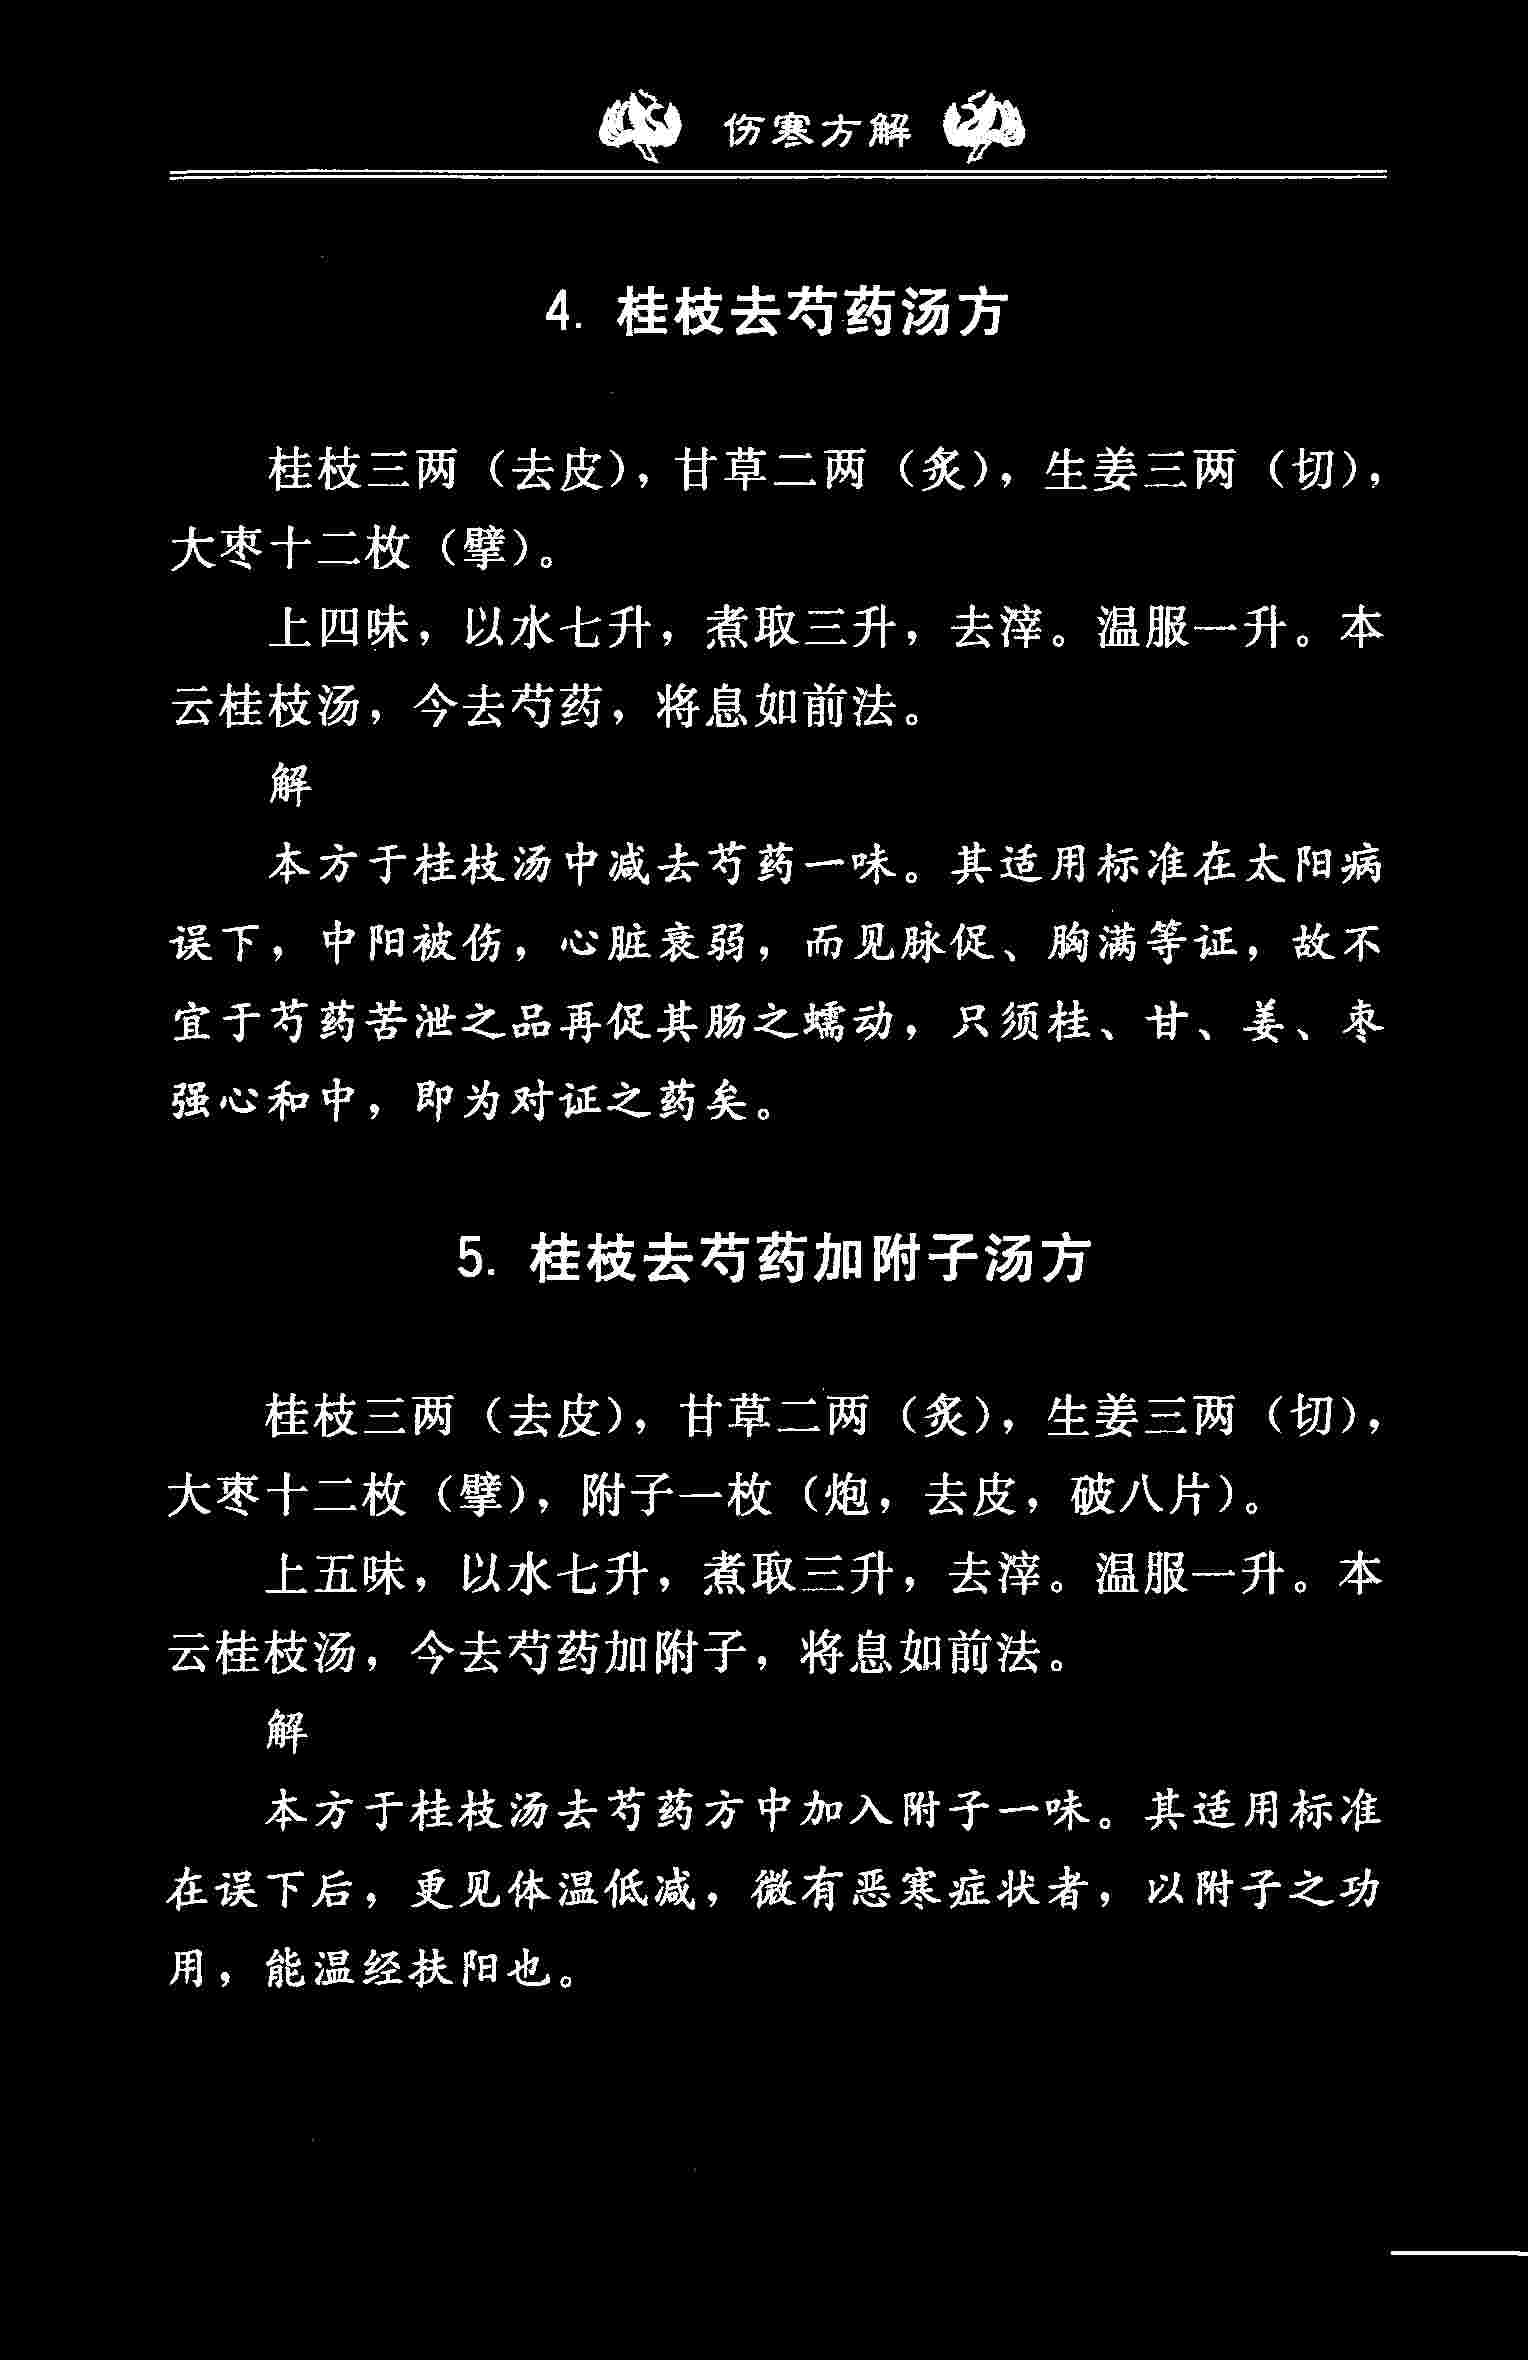 伤寒方解
4. 桂枝去芍药汤方
桂枝三两（去皮），甘草二两（炙），生姜三两（切），
大枣十二枚（擘）。
上四味，以水七升，煮取三升，去滓。温服一升。本
云桂枝汤，今去芍药，将息如前法。
解
本方于桂枝汤中减去芍药一味。其适用标准在太阳病
误下，中阳被伤，心脏衰弱，而见脉促、胸满等证，故不
宜于芍药苦泄之品再促其肠之蠕动，只须桂、甘、姜、枣
强心和中，即为对证之药矣。
5. 桂枝去芍药加附子汤方
桂枝三两（去皮），甘草二两（炙），生姜三两（切），
大枣十二枚（擘），附子一枚（炮，去皮，破八片）。
上五味，以水七升，煮取三升，去滓。温服一升。本
云桂枝汤，今去芍药加附子，将息如前法。
解
本方于桂枝汤去芍药方中加入附子一味。其适用标准
在误下后，更见体温低减，微有恶寒症状者，以附子之功
用，能温经扶阳也。